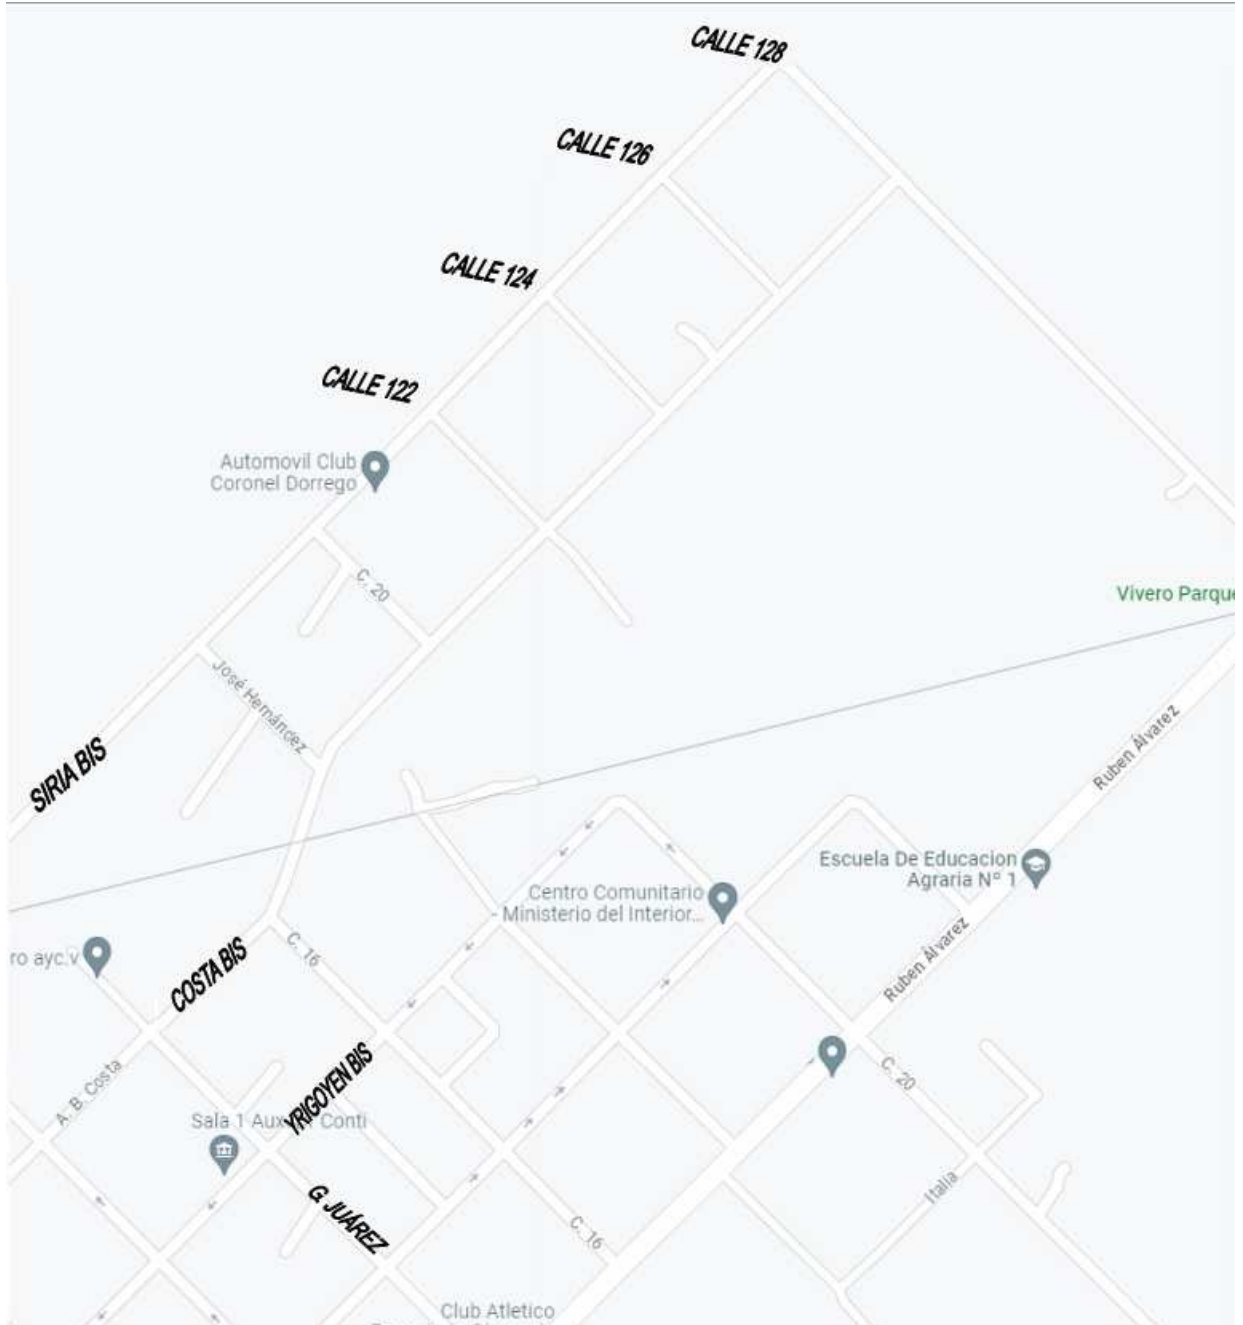 CALLE 128
CALLE 126
CALLE 124
CALLE 122
Automovil Club
Coronel Dorrego
C. 20
Vivero Parque
José Hernández
Ruben Álvarez
SIRIA BIS
Escuela De Educacion
Agraria Nº 1
Centro Comunitario
- Ministerio del Interior...
C. 16
Ruben Álvarez
ro ayc.v
COSTA BIS
A. B. Costa
YRIGOYEN BIS
C. 20
Sala 1 Aux Conti
Italia
G. JUÁREZ
C. 16
Club Atletico